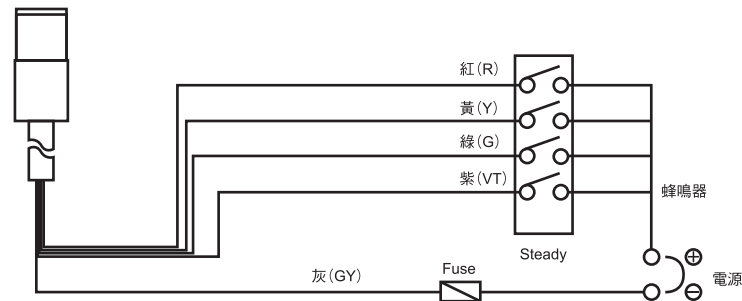 紅(R)
黃(Y)
綠(G)
紫(VT)
蜂鳴器
Steady
灰(GY)
Fuse
電源